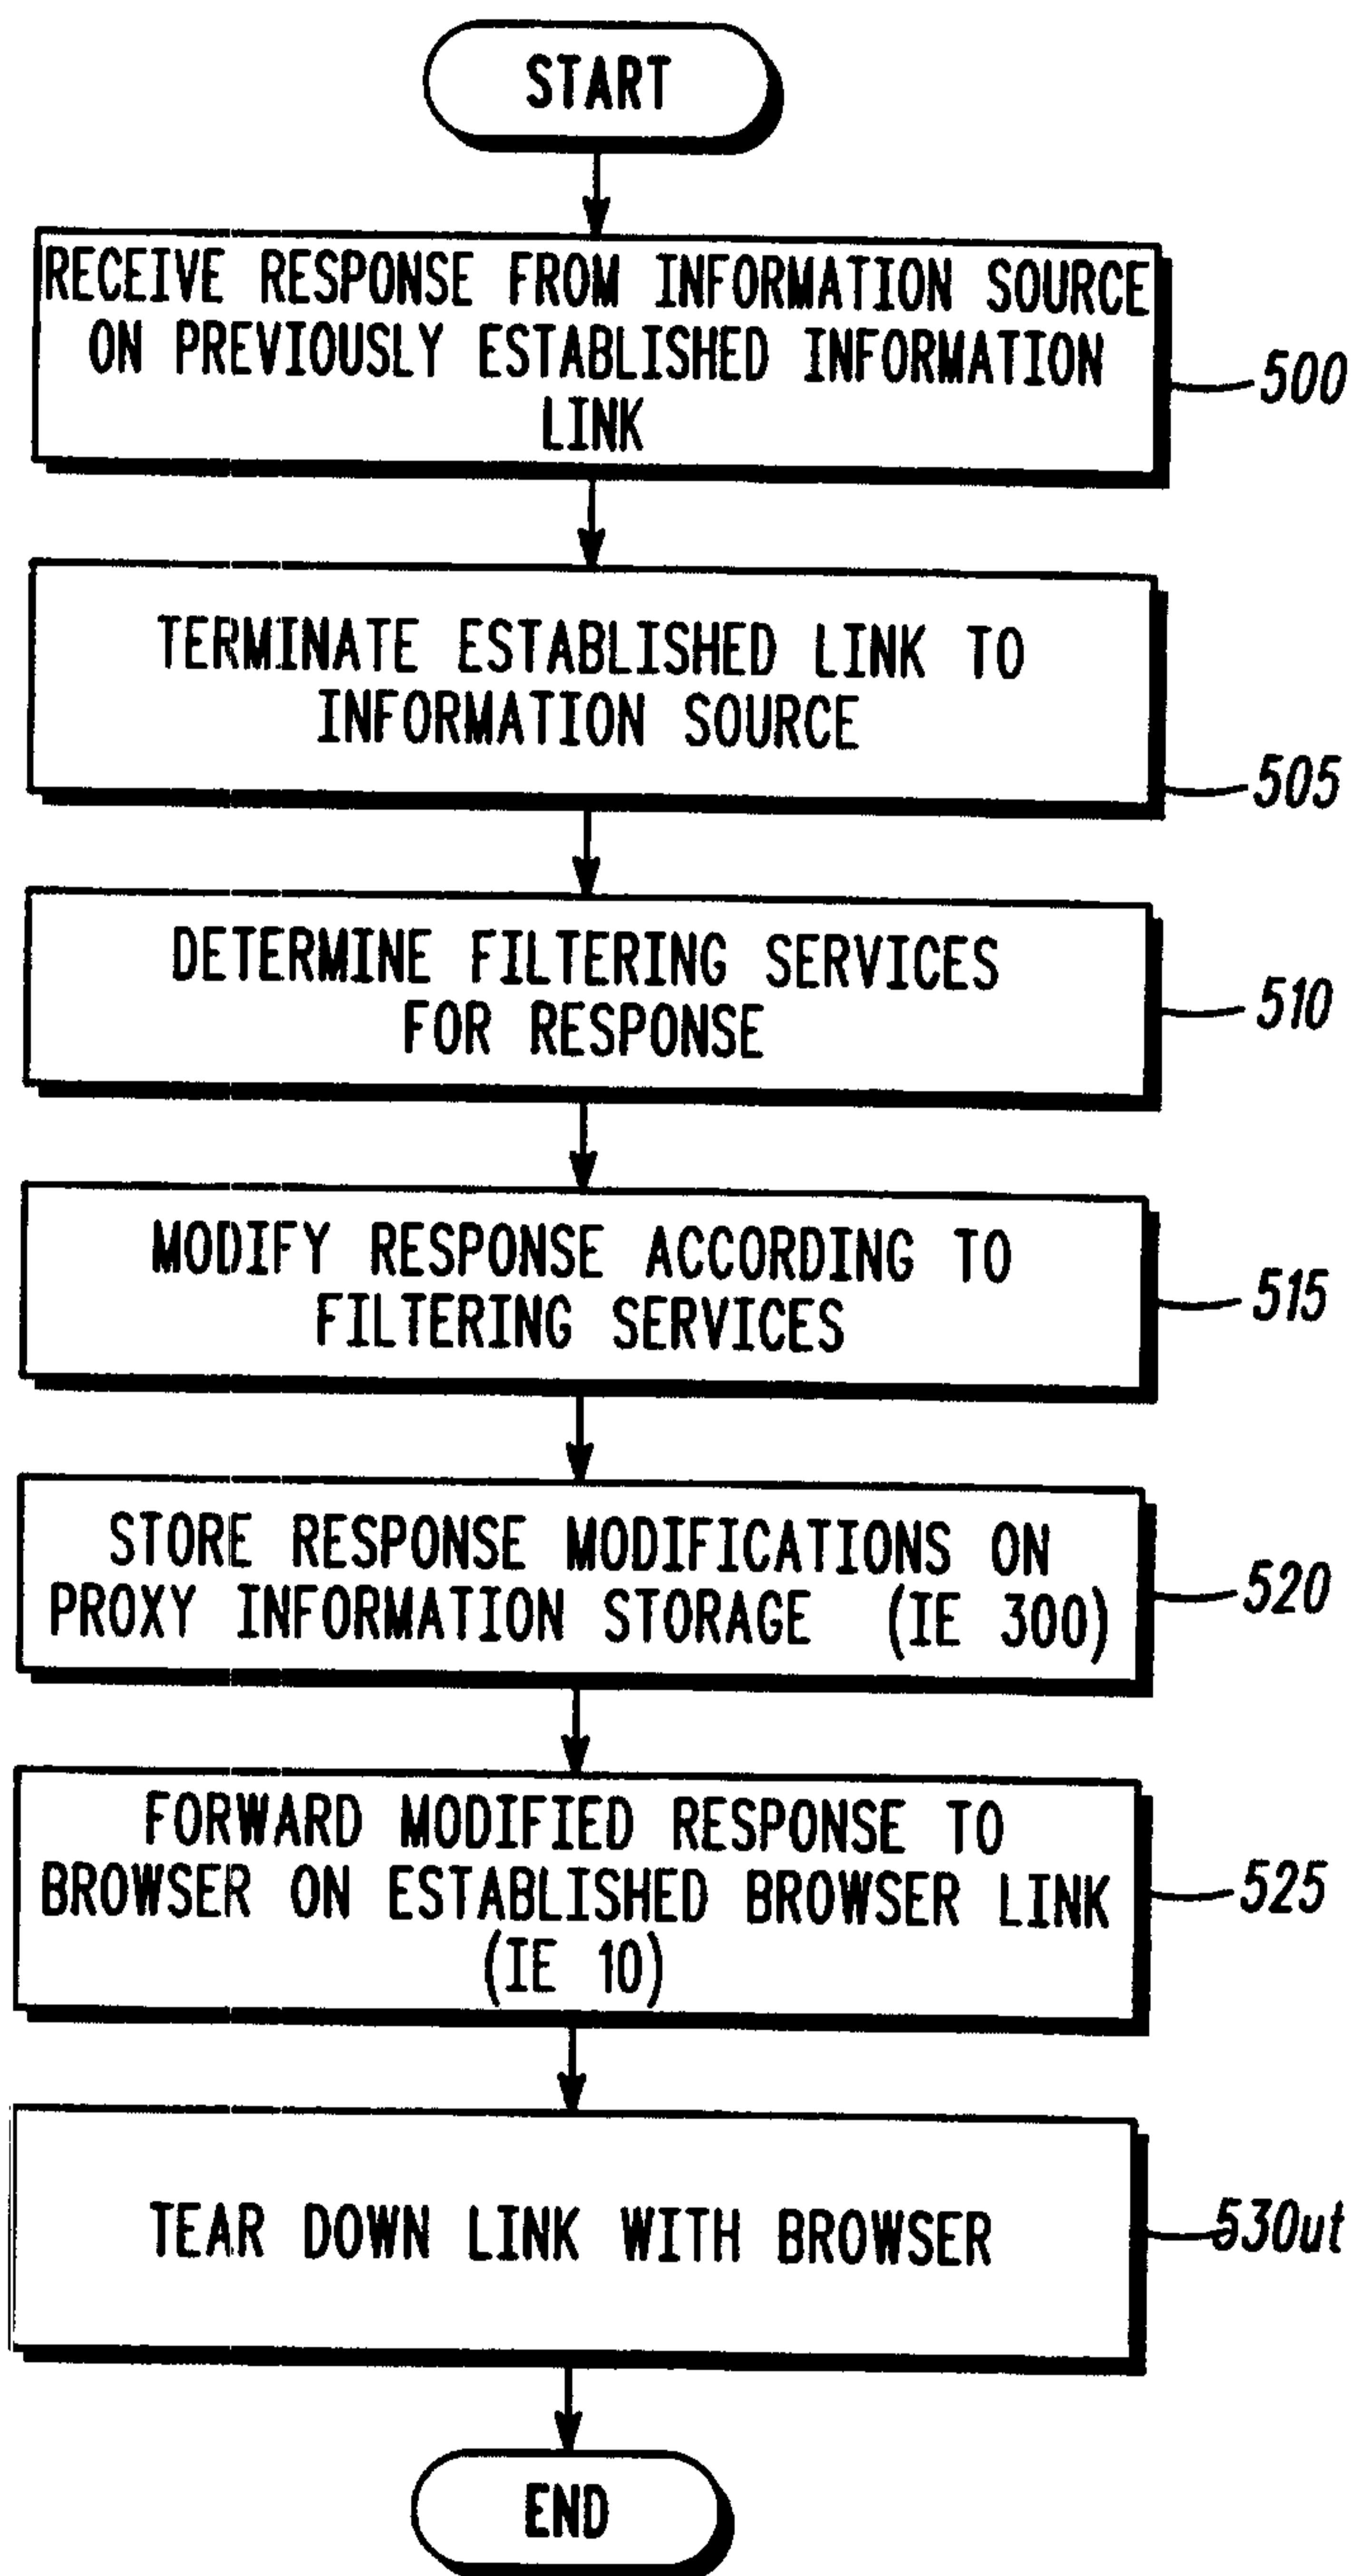 START
RECEIVE RESPONSE FROM INFORMATION SOURCE
ON PREVIOUSLY ESTABLISHED INFORMATION
LINK
500
TERMINATE ESTABLISHED LINK TO
INFORMATION SOURCE
505
DETERMINE FILTERING SERVICES
FOR RESPONSE
510
MODIFY RESPONSE ACCORDING TO
FILTERING SERVICES
515
STORE RESPONSE MODIFICATIONS ON
PROXY INFORMATION STORAGE (IE 300)
520
FORWARD MODIFIED RESPONSE TO
BROWSER ON ESTABLISHED BROWSER LINK
(IE 10)
525
TEAR DOWN LINK WITH BROWSER
530ut
END